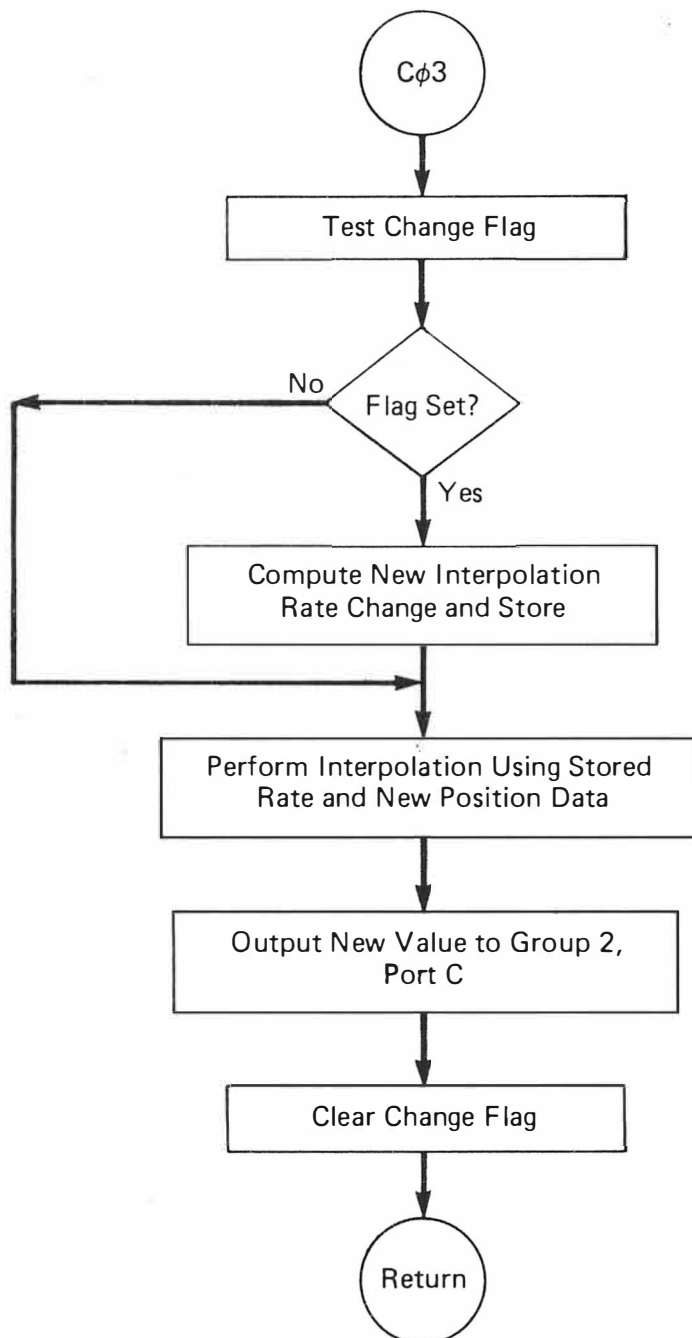 Cϕ3
Test Change Flag
No
Flag Set?
Yes
Compute New Interpolation
Rate Change and Store
Perform Interpolation Using Stored
Rate and New Position Data
Output New Value to Group 2,
Port C
Clear Change Flag
Return